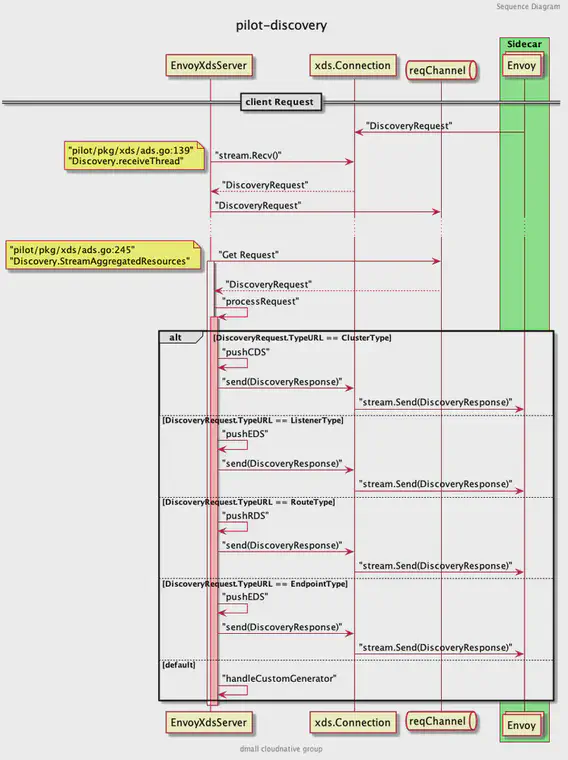 Sequence Diagram
pilot-discovery
Sidecar
EnvoyXdsServer
xds.Connection
reqChannel
Envoy
client Request
"DiscoveryRequest"
"pilot/pkg/xds/ads.go:139"
"Discovery.receiveThread"
"stream.Recv()"
"DiscoveryRequest"
"DiscoveryRequest"
"pilot/pkg/xds/ads.go:245"
"Discovery.StreamAggregatedResources"
"Get Request"
"DiscoveryRequest"
"processRequest"
alt
[DiscoveryRequest.TypeURL == ClusterType]
"pushCDS"
"send(DiscoveryResponse)
"stream.Send(DiscoveryResponse)"
[DiscoveryRequest.TypeURL == ListenerType]
"pushEDS"
"send(DiscoveryResponse)
"stream.Send(DiscoveryResponse)"
[DiscoveryRequest.TypeURL == RouteType]
"pushRDS"
"send(DiscoveryResponse)
"stream.Send(DiscoveryResponse)"
[DiscoveryRequest.TypeURL == EndpointType]
"pushEDS"
"send(DiscoveryResponse)
"stream.Send(DiscoveryResponse)"
[default]
"handleCustomGenerator"
EnvoyXdsServer
xds.Connection
reqChannel
Envoy
dmall cloudnative group